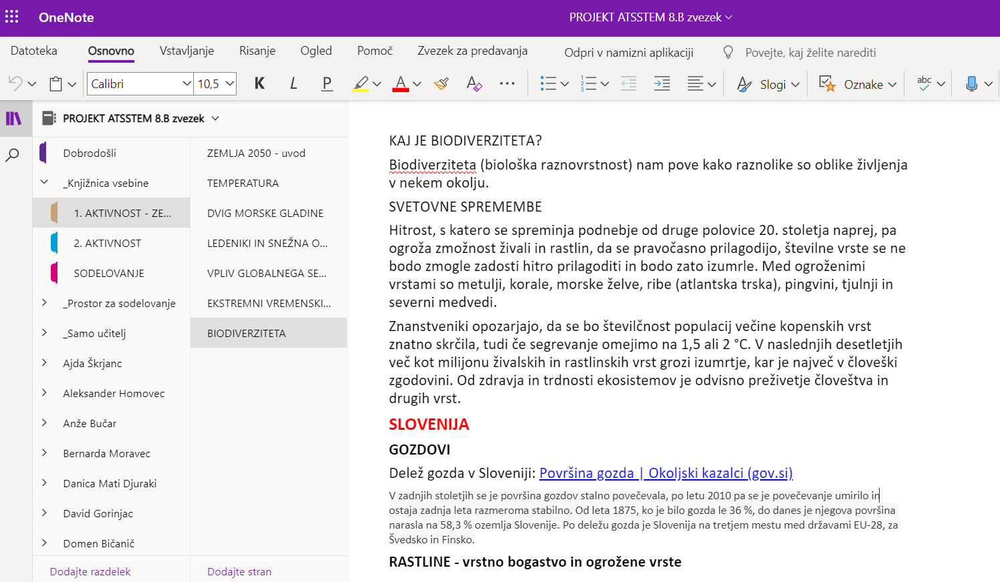 OneNote
PROJEKT ATSSTEM 8.B zvezek
Datoteka Osnovno Vstavljanje Risanje Ogled Pomoč Zvezek za predavanja Odpri v namizni aplikaciji Povejte, kaj želite narediti
Calibri 10,5 K L P A A 1 2 3 A Slogi Oznake abc
PROJEKT ATSSTEM 8.B zvezek
Dobrodošli
_Knjižnica vsebine
1. AKTIVNOST - ZE...
2. AKTIVNOST
SODELOVANJE
_Prostor za sodelovanje
_Samo učitelj
Ajda Škrjanc
Aleksander Homovec
Anže Bučar
Bernarda Moravec
Danica Mati Djuraki
David Gorinjac
Domen Bičanič
Dodajte razdelek
ZEMLJA 2050 - uvod
TEMPERATURA
DVIG MORSKE GLADINE
LEDENIKI IN SNEŽNA O...
VPLIV GLOBALNEGA SE...
EKSTREMNI VREMENSKI...
BIODIVERZITETA
Dodajte stran
KAJ JE BIODIVERZITETA?
Biodiverziteta (biološka raznovrstnost) nam pove kako raznolike so oblike življenja
v nekem okolju.
SVETOVNE SPREMEMBE
Hitrost, s katero se spreminja podnebje od druge polovice 20. stoletja naprej, pa
ogroža zmožnost živali in rastlin, da se pravočasno prilagodijo, številne vrste se ne
bodo zmogle zadosti hitro prilagoditi in bodo zato izumrle. Med ogroženimi
vrstami so metulji, korale, morske želve, ribe (atlantska trska), pingvini, tjulnji in
severni medvedi.
Znanstveniki opozarjajo, da se bo številčnost populacij večine kopenskih vrst
znatno skrčila, tudi če segrevanje omejimo na 1,5 ali 2 °C. V naslednjih desetletjih
več kot milijonu živalskih in rastlinskih vrst grozi izumrtje, kar je največ v človeški
zgodovini. Od zdravja in trdnosti ekosistemov je odvisno preživetje človeštva in
drugih vrst.
SLOVENIJA
GOZDOVI
Delež gozda v Sloveniji: Površina gozda | Okoljski kazalci (gov.si)
V zadnjih stoletjih se je površina gozdov stalno povečevala, po letu 2010 pa se je povečevanje umirilo in
ostaja zadnja leta razmeroma stabilno. Od leta 1875, ko je bilo gozda le 36 %, do danes je njegova površina
narasla na 58,3 % ozemlja Slovenije. Po deležu gozda je Slovenija na tretjem mestu med državami EU-28, za
Švedsko in Finsko.
RASTLINE - vrstno bogastvo in ogrožene vrste